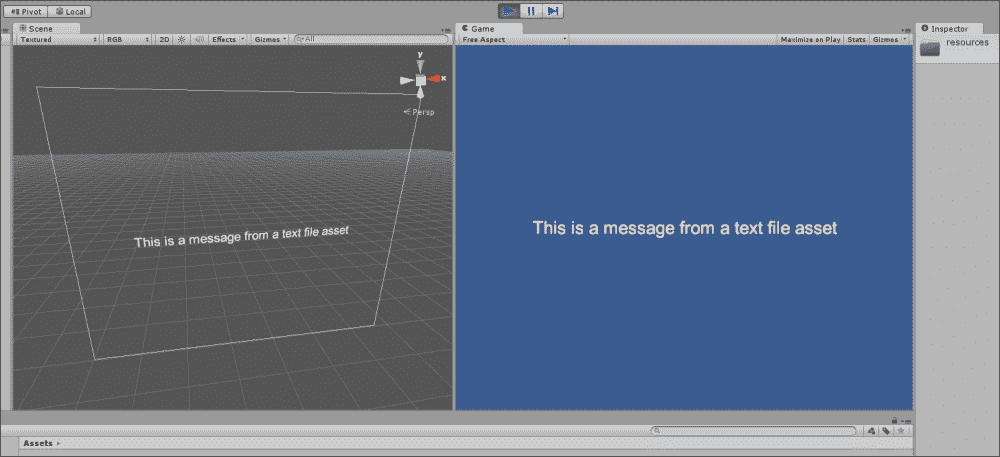 Pivot Local
Scene
Textured RGB 2D Effects Gizmos All
y
x
Persp
This is a message from a text file asset
Game
Free Aspect Maximize on Play Stats Gizmos
This is a message from a text file asset
Inspector
resources
Assets